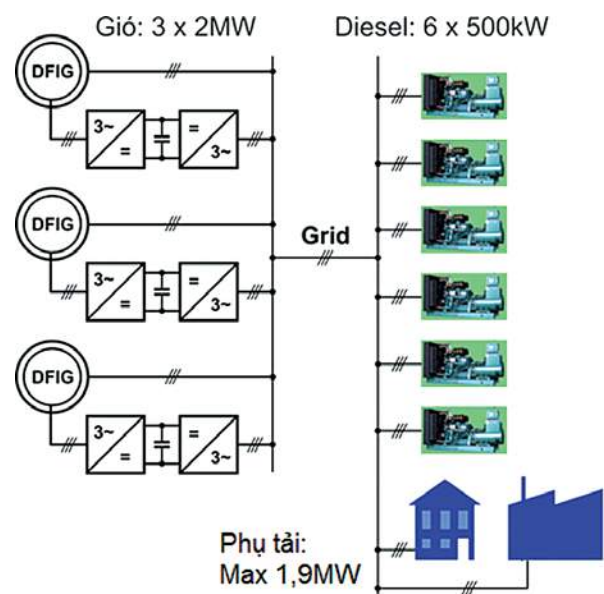 Gió: 3 x 2MW
Diesel: 6 x 500kW
DFIG
3~
=
=
3~
DFIG
Grid
3~
=
=
3~
DFIG
3~
=
=
3~
Phụ tải:
Max 1,9MW